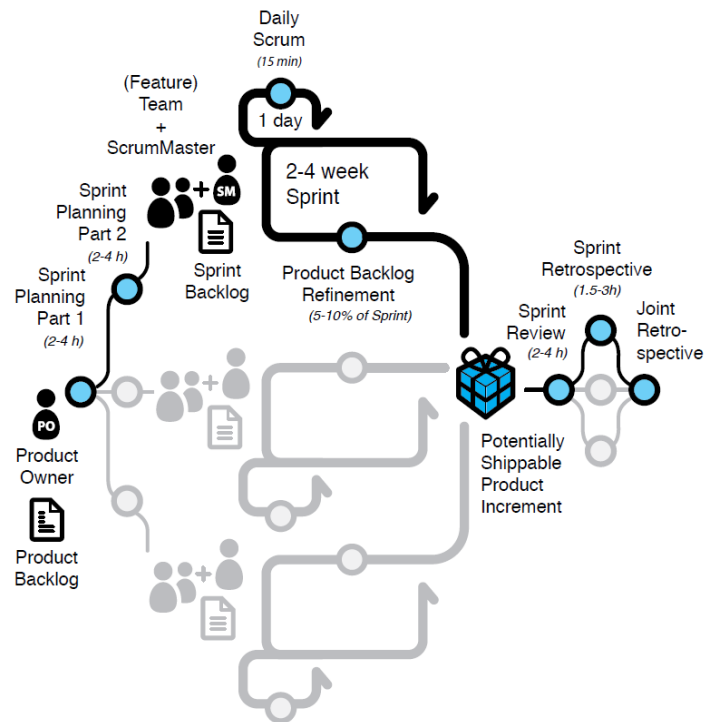 Daily
Scrum
(15 min)
1 day
(Feature)
Team
+
ScrumMaster
+
SM
2-4 week
Sprint
Sprint
Planning
Part 2
(2-4 h)
Sprint
Backlog
Sprint
Planning
Part 1
(2-4 h)
Product Backlog
Refinement
(5-10% of Sprint)
Sprint
Retrospective
(1.5-3h)
Sprint
Review
(2-4 h)
Joint
Retro-
spective
+
PO
Product
Owner
Product
Backlog
Potentially
Shippable
Product
Increment
+